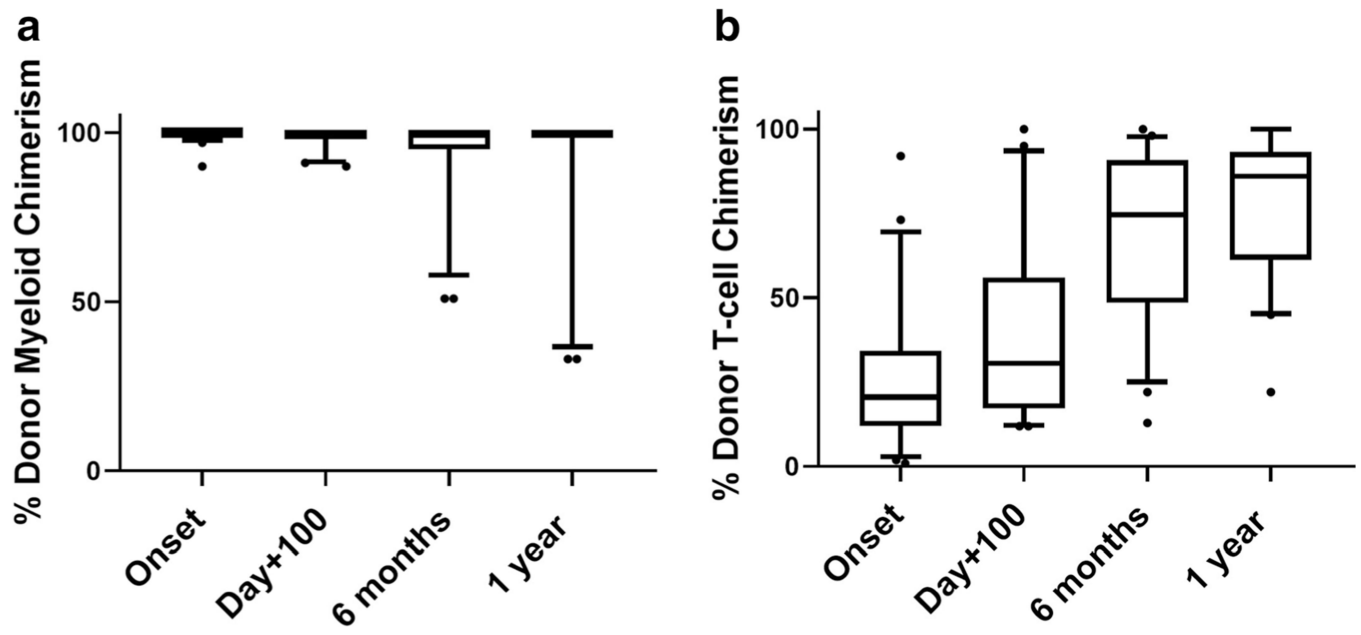 a
% Donor Myeloid Chimerism
100
50
0
Onset
Day+100
6 months
1 year
b
% Donor T-cell Chimerism
100
50
0
Onset
Day+100
6 months
1 year